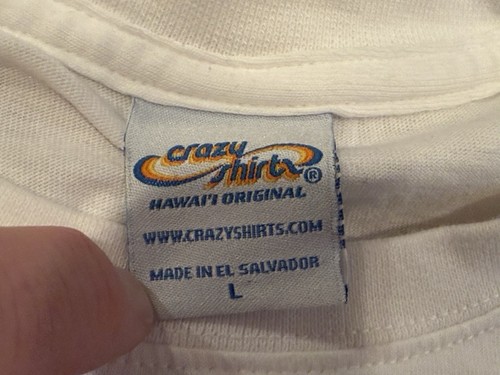 crazy
shirts®
HAWAI'I ORIGINAL
WWW.CRAZYSHIRTS.COM
MADE IN EL SALVADOR
L